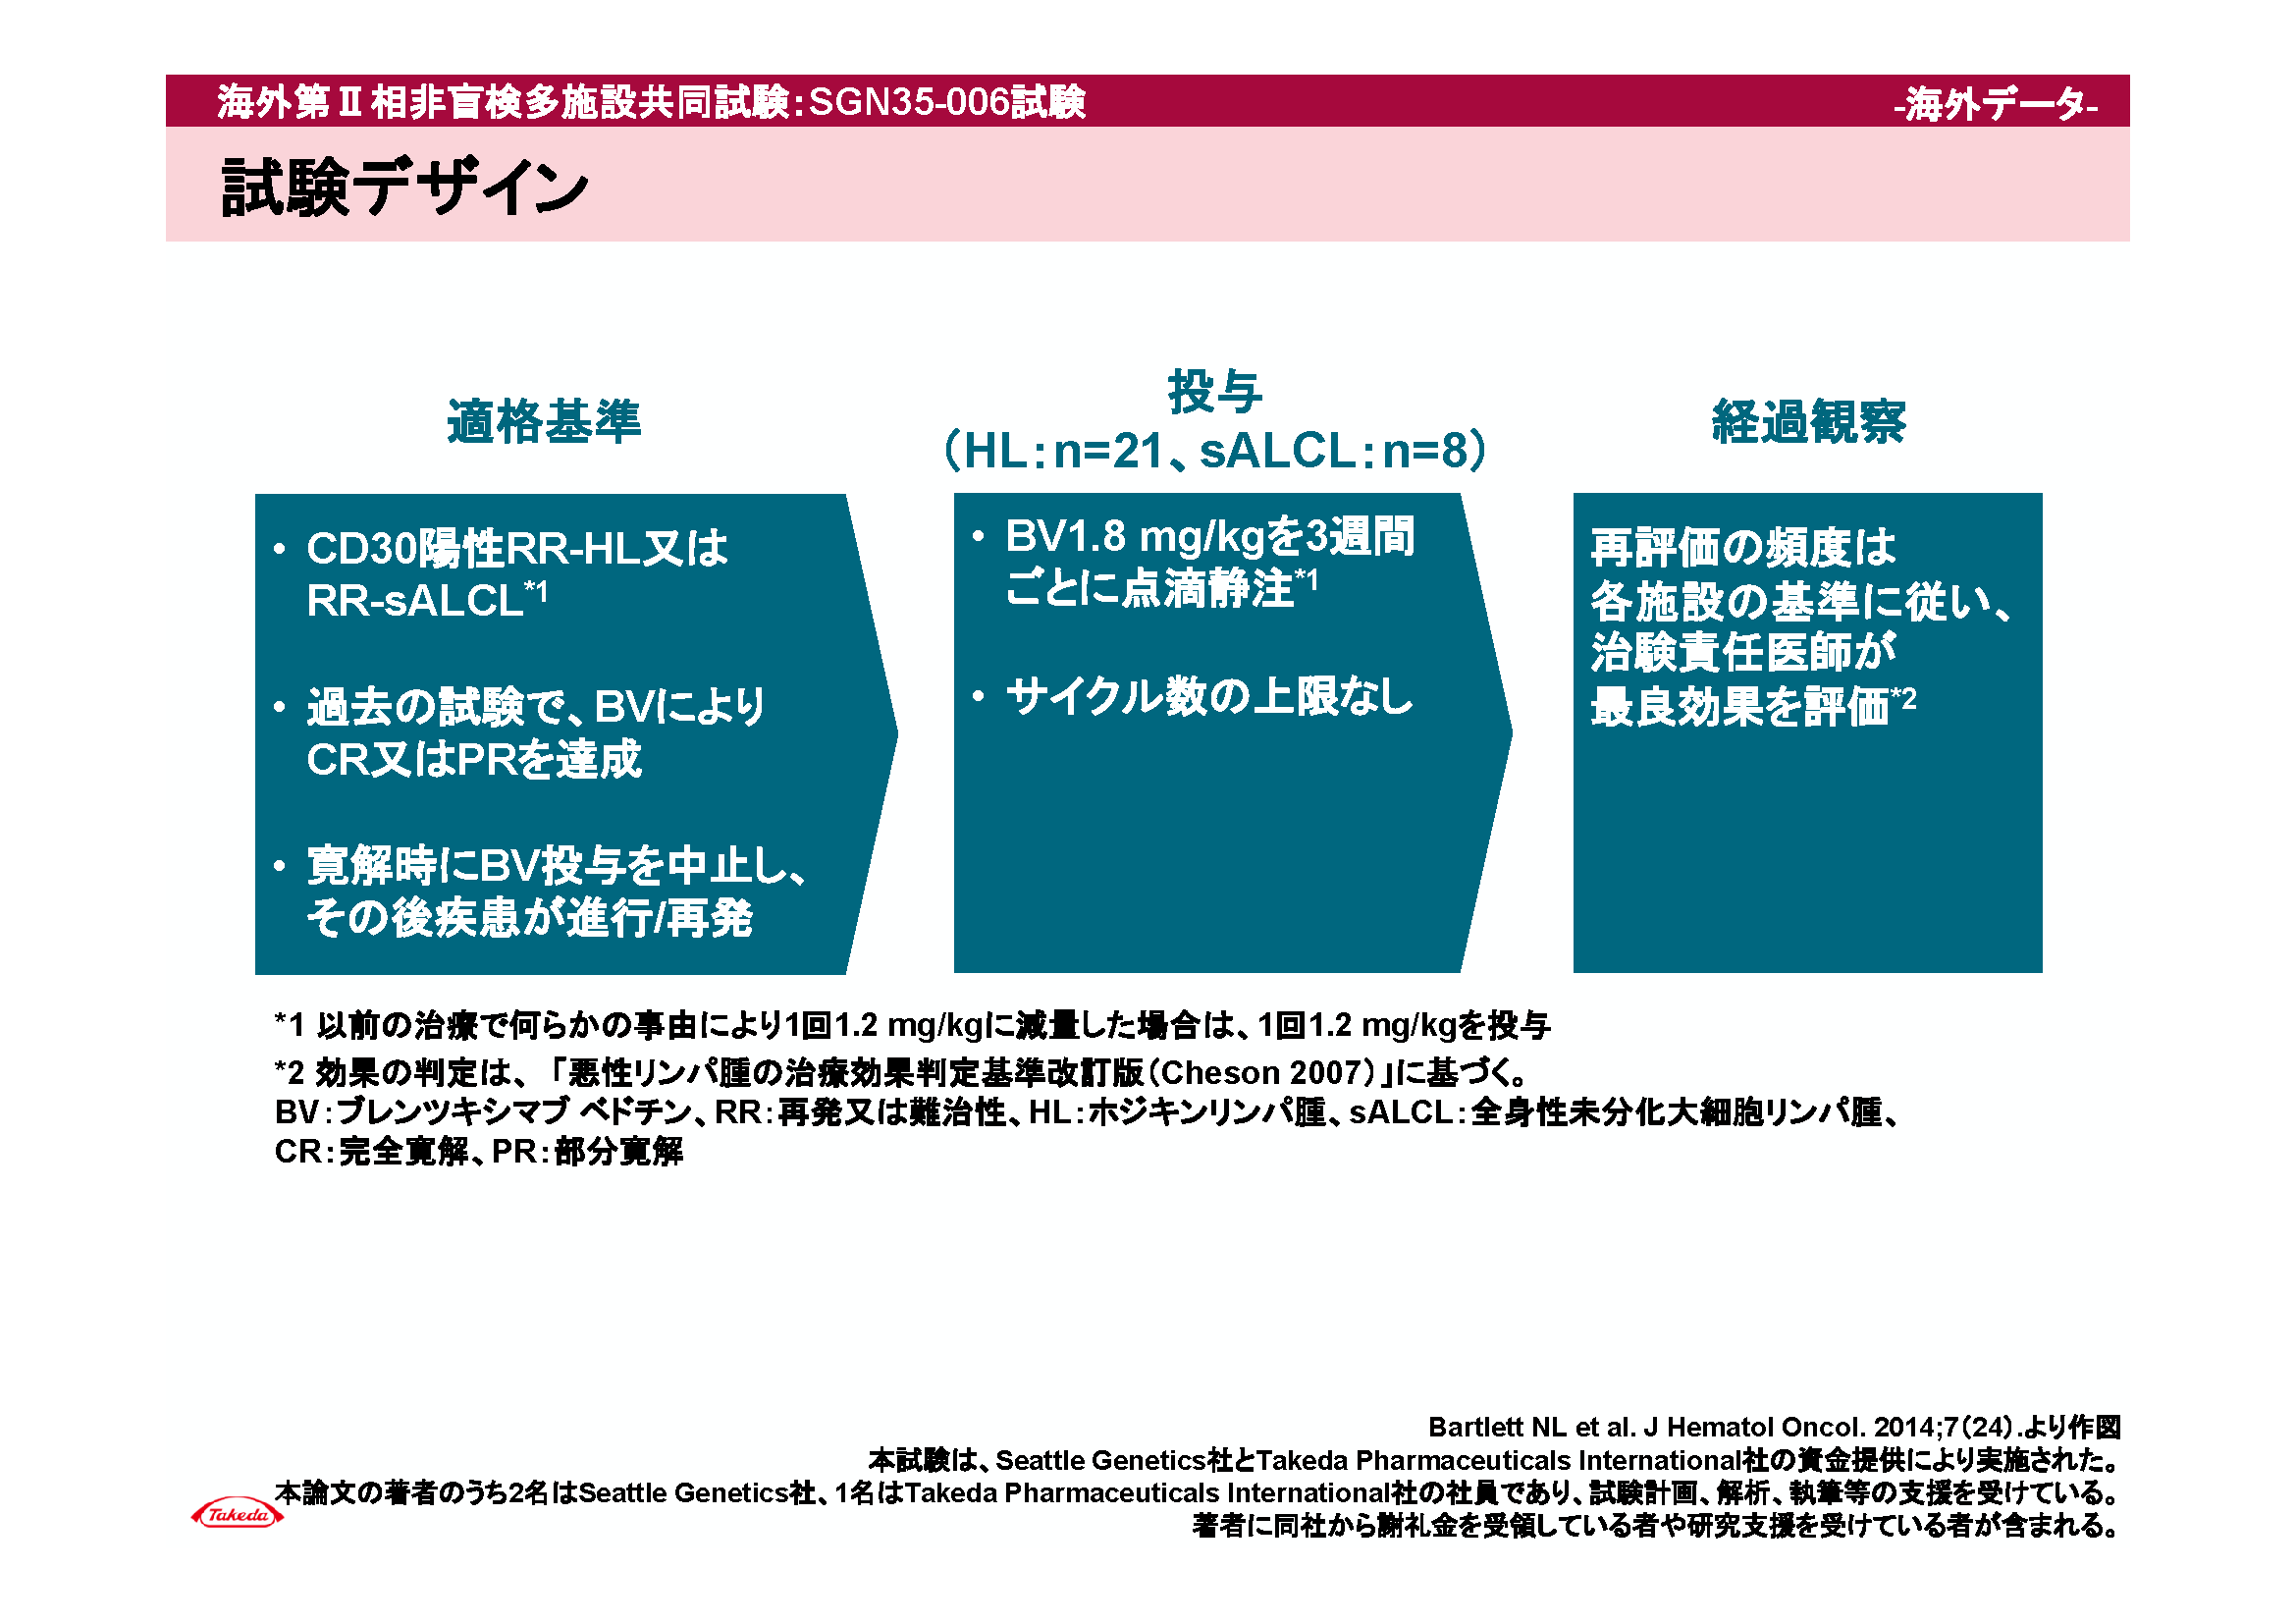 海外第Ⅱ相非盲検多施設共同試験：SGN35-006試験
-海外データ-
試験デザイン
適格基準
• CD30陽性RR-HL又は
RR-sALCL*1
• 過去の試験で、BVにより
CR又はPRを達成
• 寛解時にBV投与を中止し、
その後疾患が進行/再発
投与
（HL：n=21、sALCL：n=8）
• BV1.8 mg/kgを3週間
ごとに点滴静注*1
• サイクル数の上限なし
経過観察
再評価の頻度は
各施設の基準に従い、
治験責任医師が
最良効果を評価*2
*1 以前の治療で何らかの事由により1回1.2 mg/kgに減量した場合は、1回1.2 mg/kgを投与
*2 効果の判定は、「悪性リンパ腫の治療効果判定基準改訂版（Cheson 2007）」に基づく。
BV：ブレンツキシマブ ベドチン、RR：再発又は難治性、HL：ホジキンリンパ腫、sALCL：全身性未分化大細胞リンパ腫、
CR：完全寛解、PR：部分寛解
Bartlett NL et al. J Hematol Oncol. 2014;7（24）.より作図
本試験は、Seattle Genetics社とTakeda Pharmaceuticals International社の資金提供により実施された。
本論文の著者のうち2名はSeattle Genetics社、1名はTakeda Pharmaceuticals International社の社員であり、試験計画、解析、執筆等の支援を受けている。
著者に同社から謝礼金を受領している者や研究支援を受けている者が含まれる。
Takeda